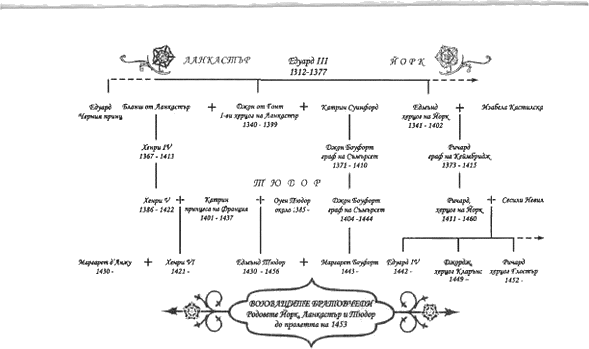 ЛАНКАСТЪР
Едуард III
1312-1377
ЙОРК
Едуард
Черния принц
Бланш от Ланкастър
+
Джон от Гонт
1-ви херцог на Ланкастър
1340 - 1399
+
Катрин Суинфорд
Едмънд
херцог на Йорк
1341 - 1402
+
Изабела Кастилска
Хенри IV
1367 - 1413
Джон Боуфорт
граф на Съмърсет
1371 - 1410
Ричард
граф на Кеймбридж
1373 - 1415
ТЮДОР
Хенри V
1386 - 1422
+
Катрин
принцеса на Франция
1401 - 1437
+
Оуен Тюдор
около 1385 -
Джон Боуфорт
граф на Съмърсет
1404 -1444
Ричард,
херцог на Йорк
1411 - 1460
+
Сесили Невил
Маргарет д'Анжу
1430 -
+
Хенри VI
1421 -
Едмънд Тюдор
1430 - 1456
+
Маргарет Боуфорт
1443 -
Едуард IV
1442 -
Джордж,
херцог Кларънс
1449 -
Ричард
херцог Глостър
1452 -
ВОЮВАЩИТЕ БРАТОВЧЕДИ
Родовете Йорк, Ланкастър и Тюдор
до пролетта на 1453